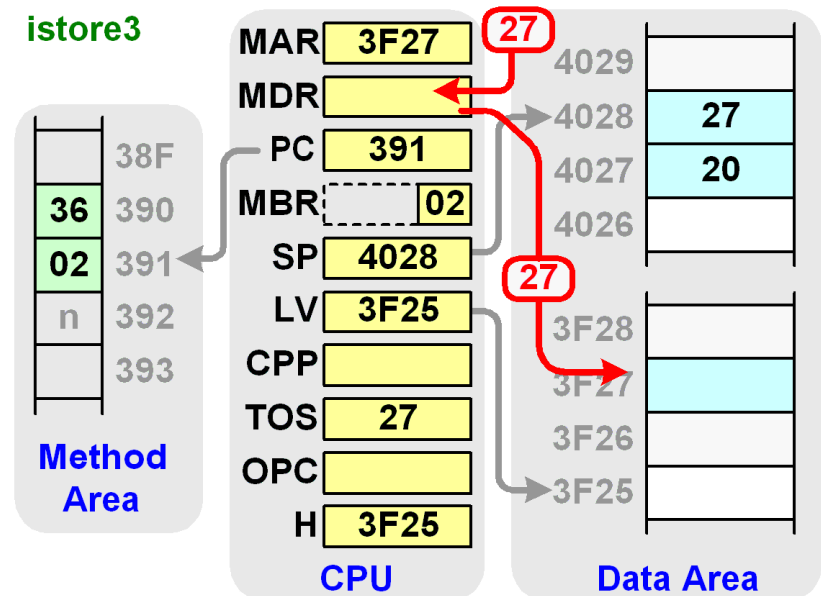 istore3
38F
36 390
02 391
n 392
393
Method
Area
MAR 3F27
MDR
PC 391
MBR 02
SP 4028
LV 3F25
CPP
TOS 27
OPC
H 3F25
CPU
27
27
4029
4028 27
4027 20
4026
3F28
3F27
3F26
3F25
Data Area